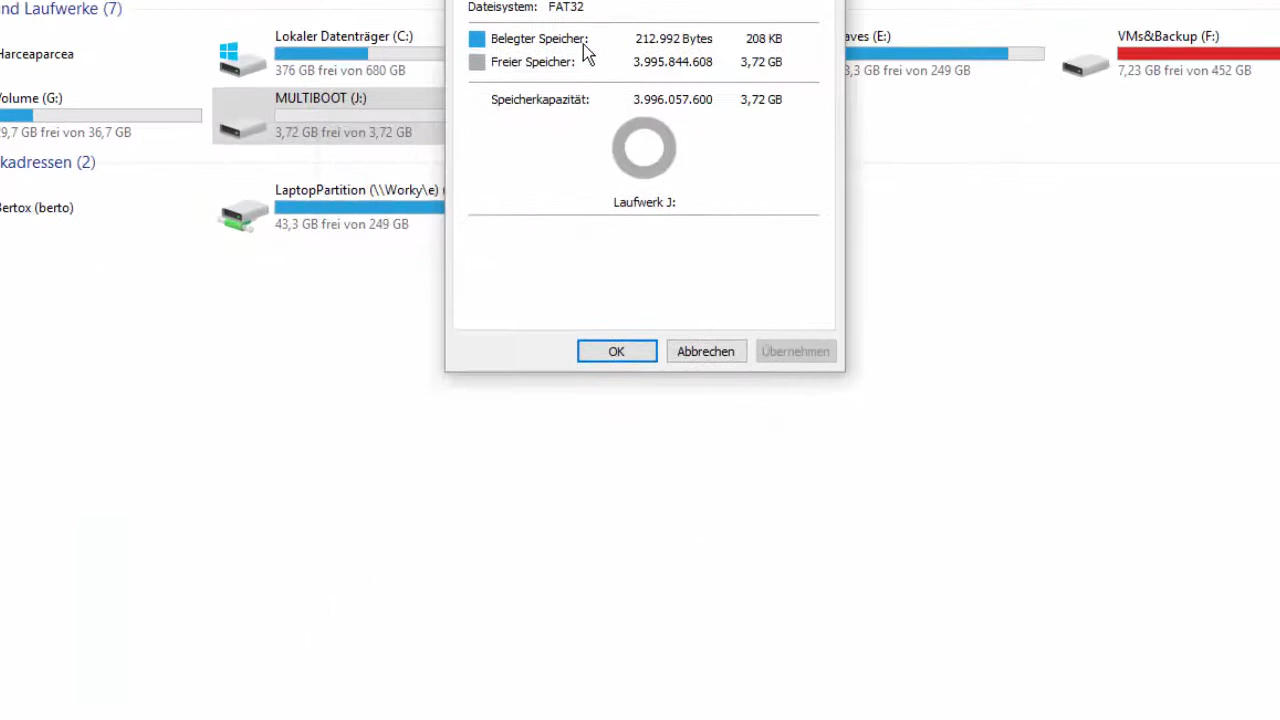 und Laufwerke (7)
Harceaparcea
Lokaler Datenträger (C:)
376 GB frei von 680 GB
aves (E:)
3,3 GB frei von 249 GB
VMs&Backup (F:)
7,23 GB frei von 452 GB
Volume (G:)
29,7 GB frei von 36,7 GB
MULTIBOOT (J:)
3,72 GB frei von 3,72 GB
kadressen (2)
Bertox (berto)
LaptopPartition (\\Worky\e) (
43,3 GB frei von 249 GB
Dateisystem: FAT32
Belegter Speicher: 212.992 Bytes 208 KB
Freier Speicher: 3.995.844.608 3,72 GB
Speicherkapazität: 3.996.057.600 3,72 GB
Laufwerk J:
OK Abbrechen Übernehmen